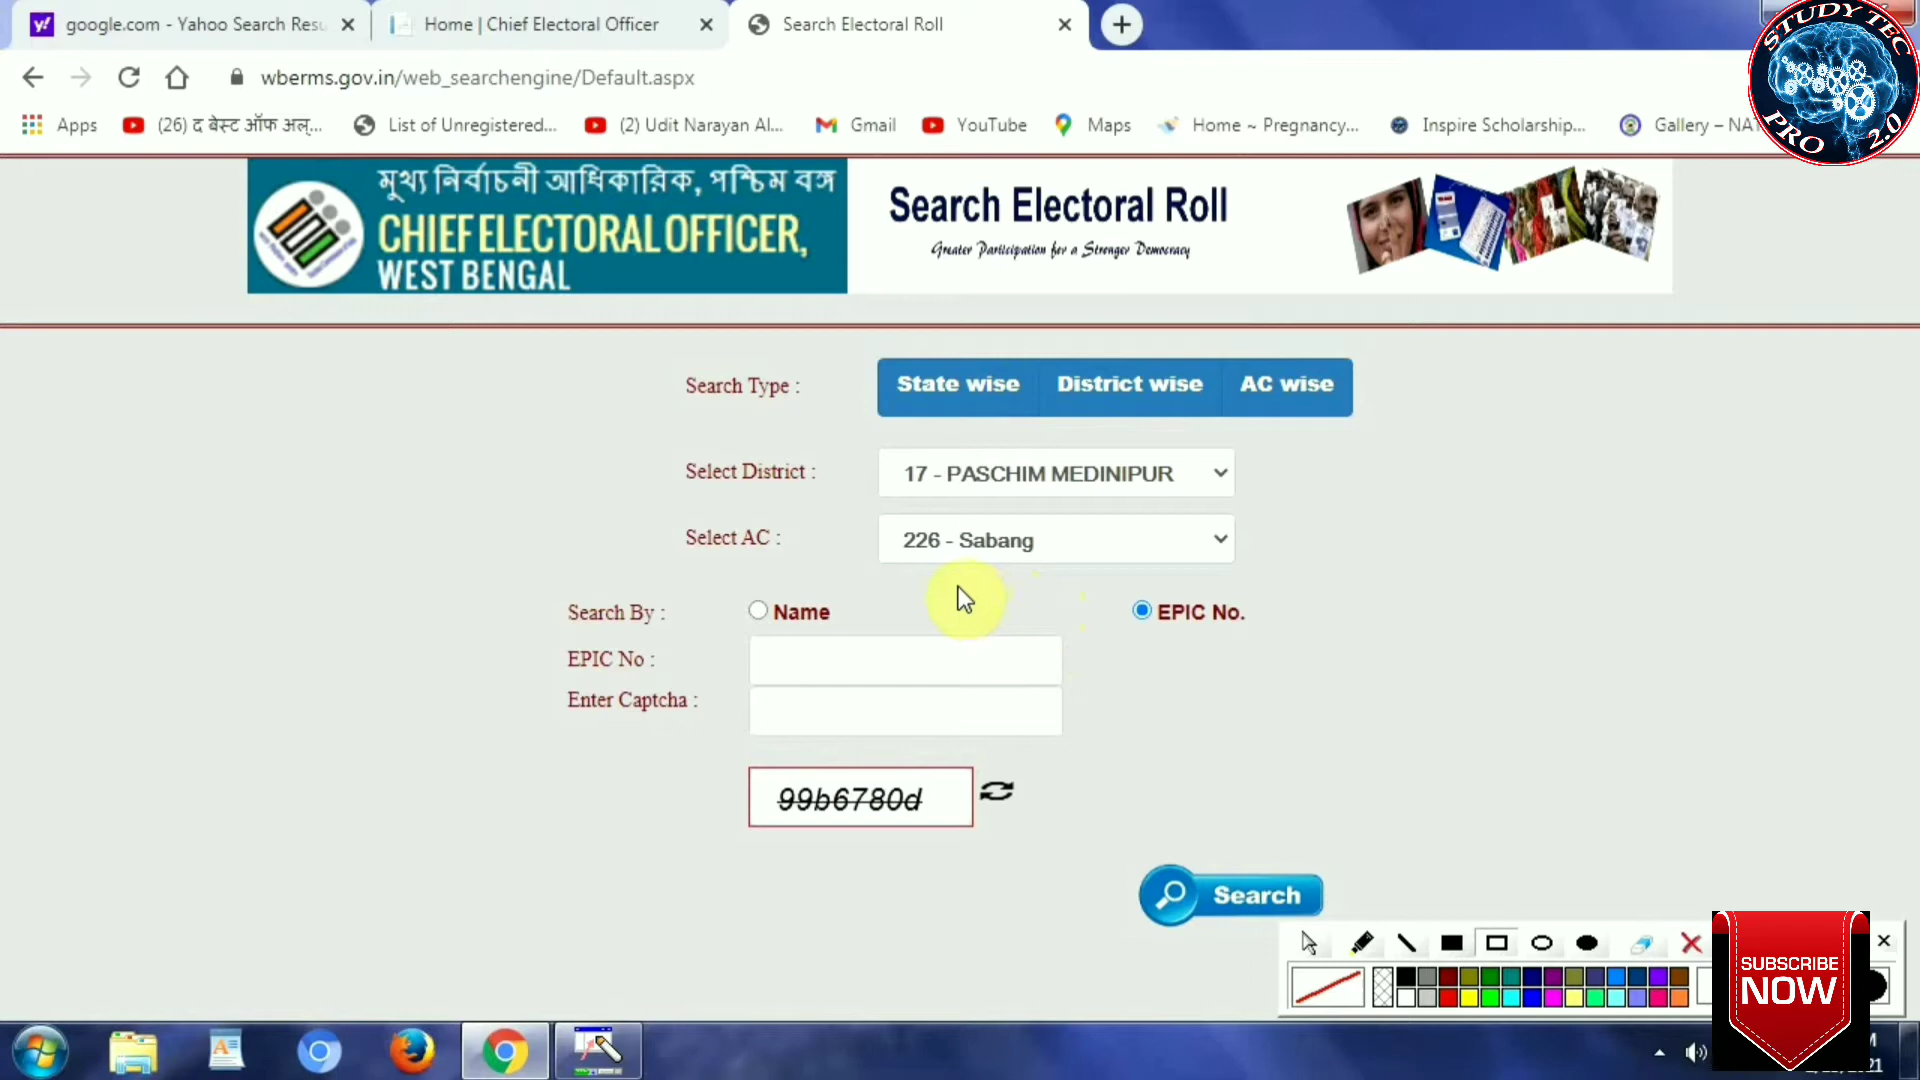 google.com - Yahoo Search Resu
Home | Chief Electoral Officer
Search Electoral Roll
STUDY TEC
PRO 2.0
wberms.gov.in/web_searchengine/Default.aspx
Apps
(26) द बेस्ट ऑफ अल्...
List of Unregistered...
(2) Udit Narayan Al...
Gmail
YouTube
Maps
Home ~ Pregnancy...
Inspire Scholarship...
Gallery – NAT
মুখ্য নির্বাচনী আধিকারিক, পশ্চিম বঙ্গ
CHIEF ELECTORAL OFFICER,
WEST BENGAL
Search Electoral Roll
Greater Participation for a Stronger Democracy
Search Type :
State wise
District wise
AC wise
Select District :
17 - PASCHIM MEDINIPUR
Select AC :
226 - Sabang
Search By :
Name
EPIC No.
EPIC No :
Enter Captcha :
99b6780d
Search
SUBSCRIBE
NOW